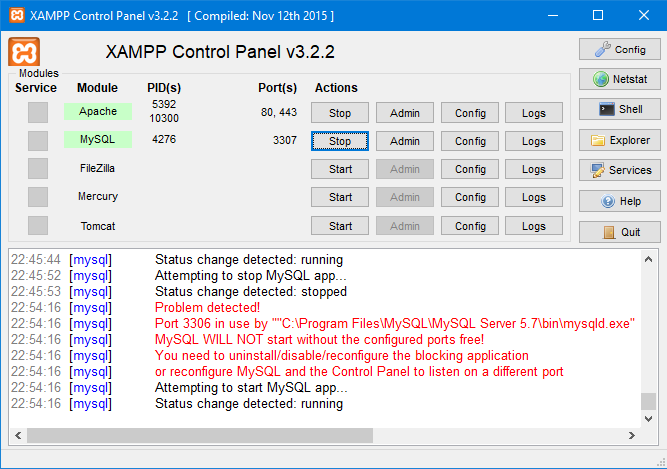 XAMPP Control Panel v3.2.2 [ Compiled: Nov 12th 2015 ]
XAMPP Control Panel v3.2.2
Config
Modules
Service Module PID(s) Port(s) Actions
Netstat
Apache 5392 10300 80, 443 Stop Admin Config Logs
Shell
MySQL 4276 3307 Stop Admin Config Logs
Explorer
FileZilla Start Admin Config Logs
Services
Mercury Start Admin Config Logs
Help
Tomcat Start Admin Config Logs
Quit
22:45:44 [mysql] Status change detected: running
22:45:52 [mysql] Attempting to stop MySQL app...
22:45:53 [mysql] Status change detected: stopped
22:54:16 [mysql] Problem detected!
22:54:16 [mysql] Port 3306 in use by ""C:\Program Files\MySQL\MySQL Server 5.7\bin\mysqld.exe"
22:54:16 [mysql] MySQL WILL NOT start without the configured ports free!
22:54:16 [mysql] You need to uninstall/disable/reconfigure the blocking application
22:54:16 [mysql] or reconfigure MySQL and the Control Panel to listen on a different port
22:54:16 [mysql] Attempting to start MySQL app...
22:54:16 [mysql] Status change detected: running